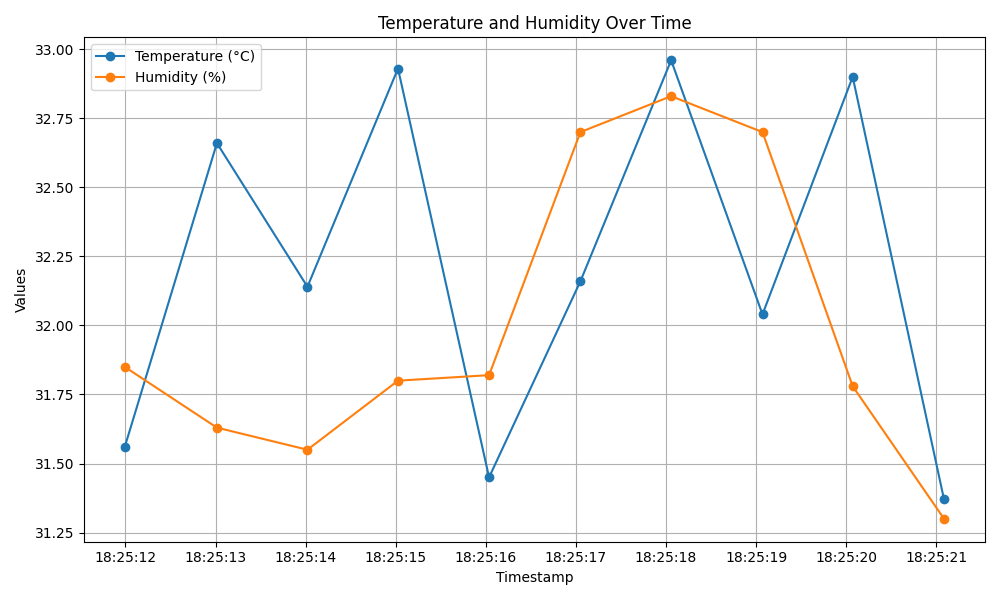 Temperature and Humidity Over Time
Temperature (°C)
Humidity (%)
Values
33.00
32.75
32.50
32.25
32.00
31.75
31.50
31.25
18:25:12 18:25:13 18:25:14 18:25:15 18:25:16 18:25:17 18:25:18 18:25:19 18:25:20 18:25:21
Timestamp